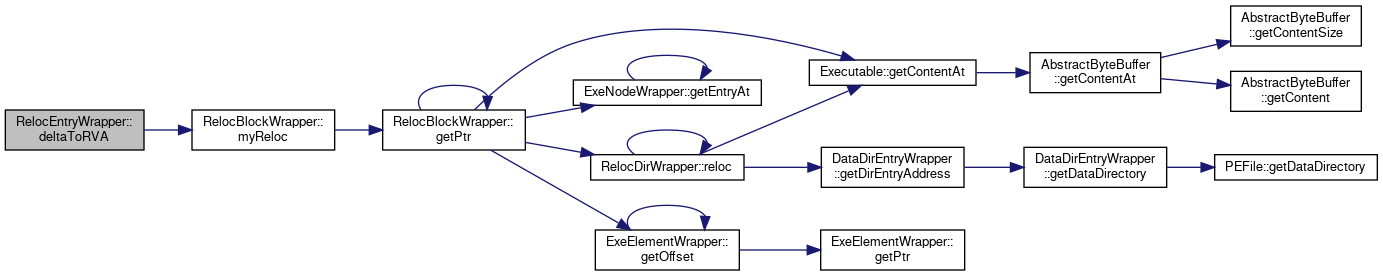 RelocEntryWrapper::
deltaToRVA
RelocBlockWrapper::
myReloc
RelocBlockWrapper::
getPtr
ExeNodeWrapper::getEntryAt
RelocDirWrapper::reloc
ExeElementWrapper::
getOffset
Executable::getContentAt
DataDirEntryWrapper
::getDirEntryAddress
ExeElementWrapper::
getPtr
AbstractByteBuffer
::getContentAt
DataDirEntryWrapper
::getDataDirectory
AbstractByteBuffer
::getContentSize
AbstractByteBuffer
::getContent
PEFile::getDataDirectory